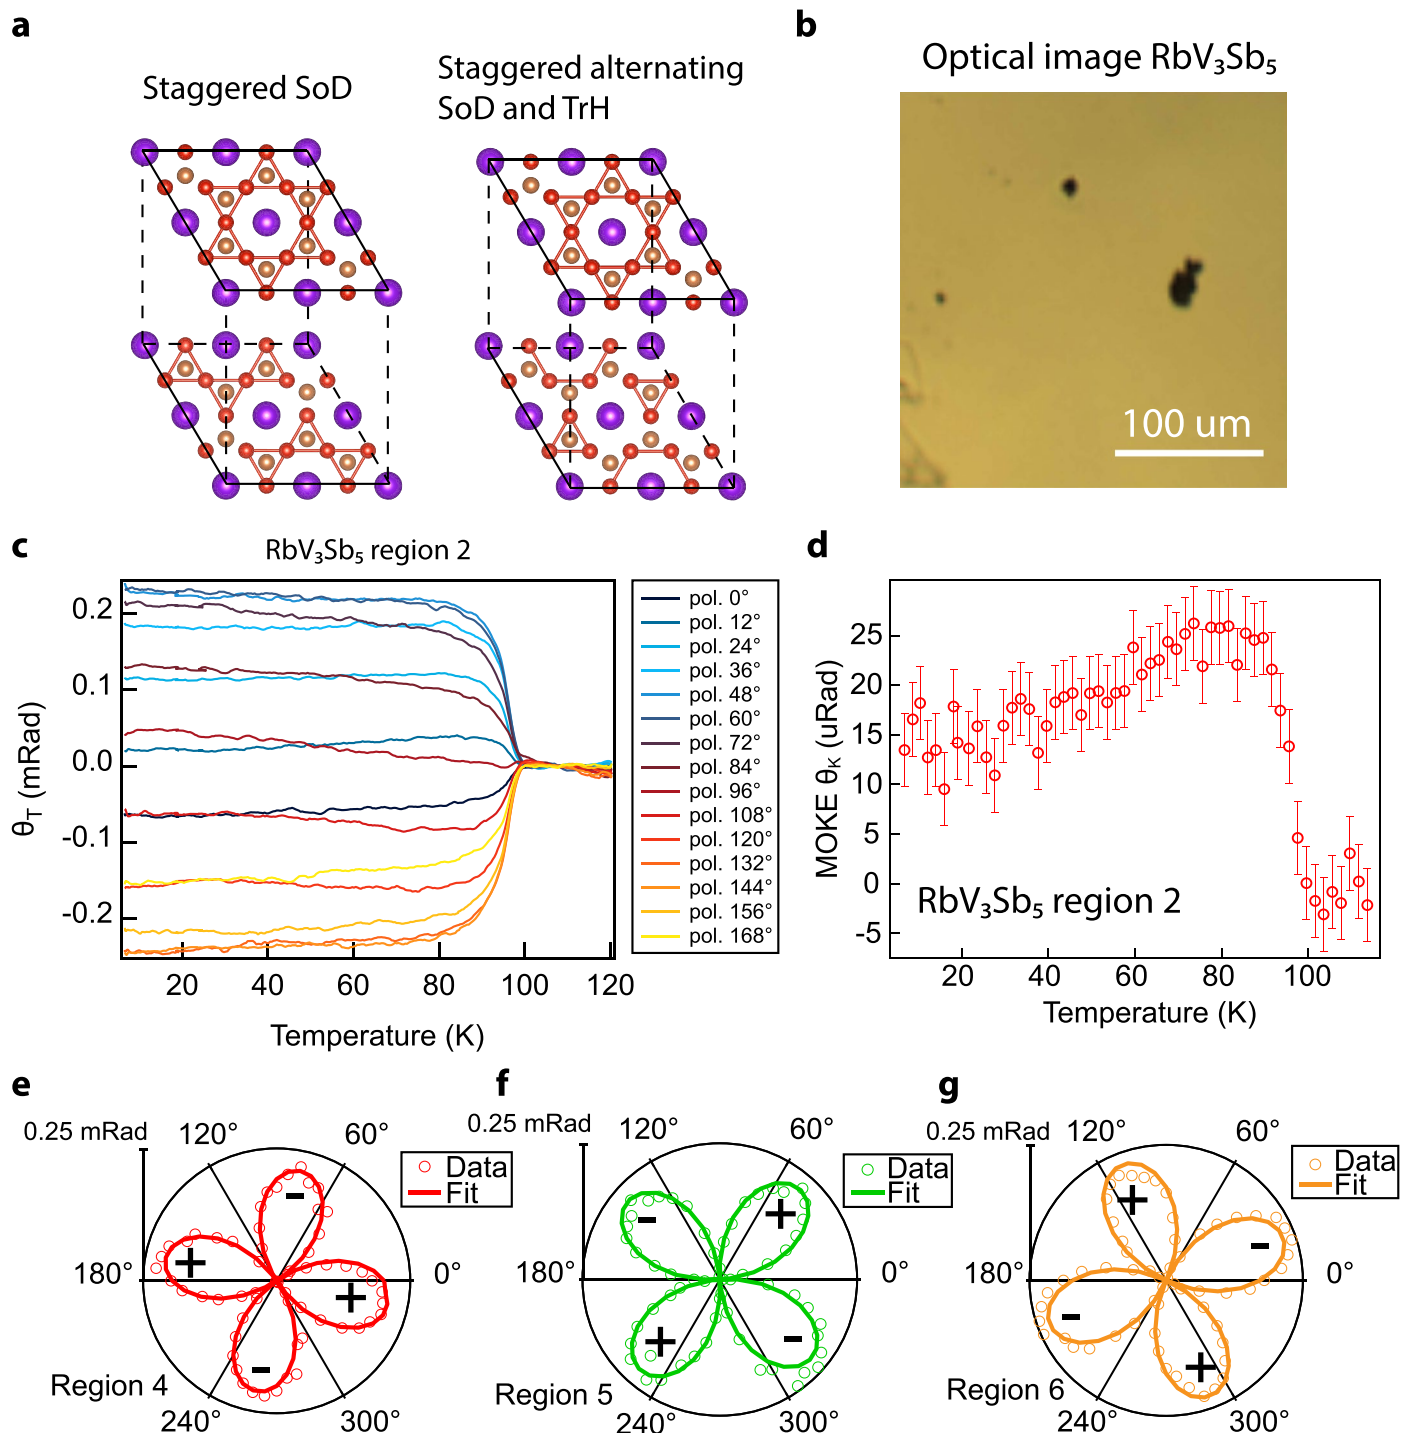 a
Staggered SoD
Staggered alternating
SoD and TrH
b
Optical image RbV₃Sb₅
100 um
c
RbV₃Sb₅ region 2
θ_T (mRad)
0.2
0.1
0.0
-0.1
-0.2
20 40 60 80 100 120
Temperature (K)
pol. 0°
pol. 12°
pol. 24°
pol. 36°
pol. 48°
pol. 60°
pol. 72°
pol. 84°
pol. 96°
pol. 108°
pol. 120°
pol. 132°
pol. 144°
pol. 156°
pol. 168°
d
MOKE θ_K (uRad)
25
20
15
10
5
0
-5
RbV₃Sb₅ region 2
20 40 60 80 100
Temperature (K)
e
0.25 mRad
120°
60°
Data
Fit
180°
0°
-
+
+
-
Region 4
240°
300°
f
0.25 mRad
120°
60°
Data
Fit
180°
0°
-
+
+
-
Region 5
240°
300°
g
0.25 mRad
120°
60°
Data
Fit
180°
0°
+
-
-
+
Region 6
240°
300°